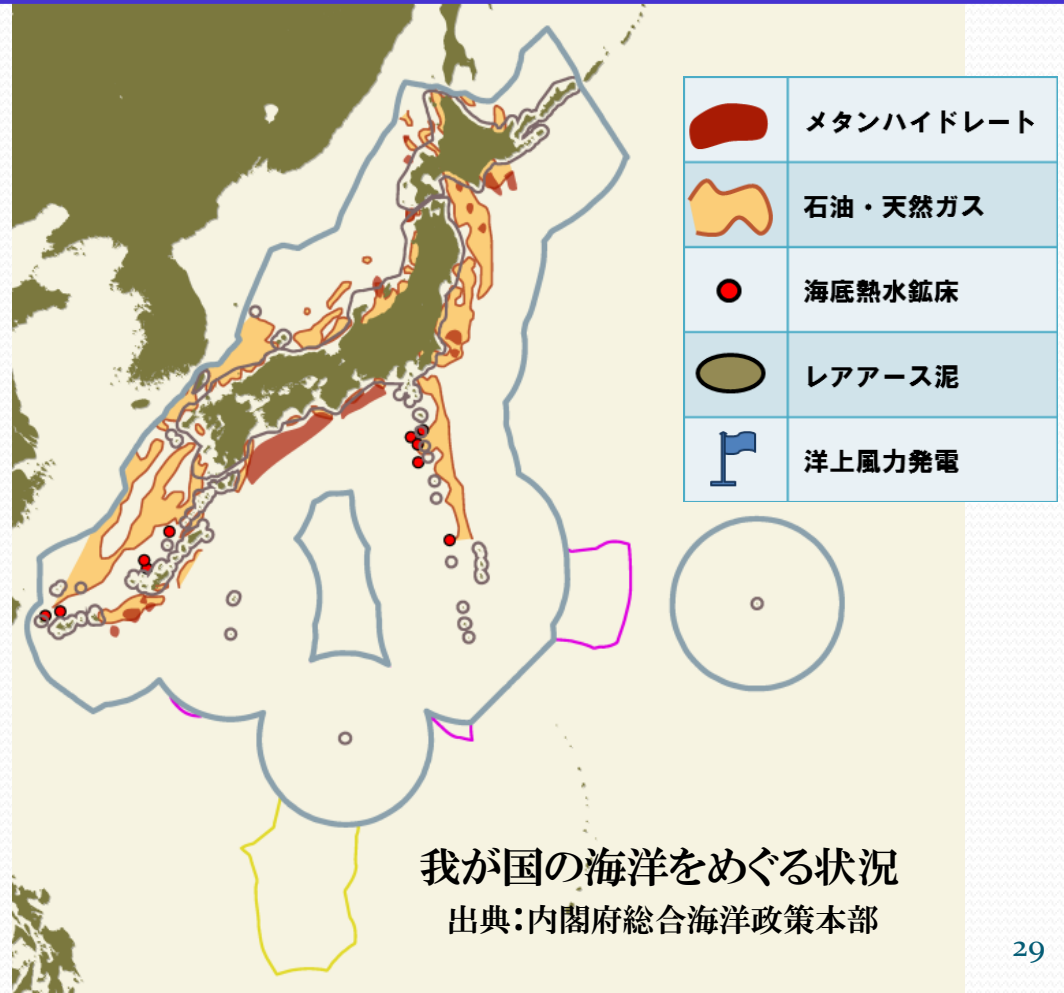 メタンハイドレート
石油・天然ガス
海底熱水鉱床
レアアース泥
洋上風力発電
我が国の海洋をめぐる状況
出典：内閣府総合海洋政策本部
29